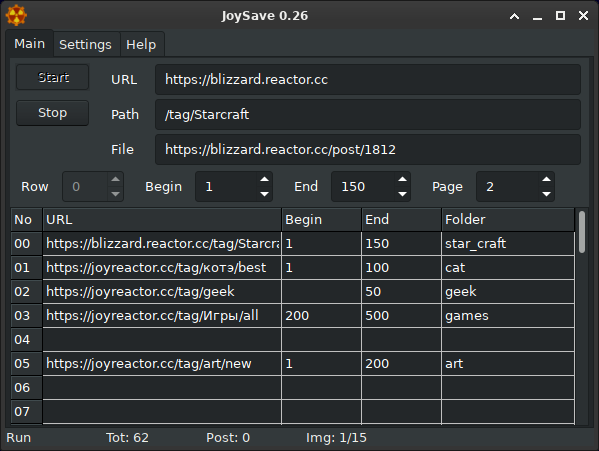 JoySave 0.26
Main Settings Help
Start URL https://blizzard.reactor.cc
Stop Path /tag/Starcraft
File https://blizzard.reactor.cc/post/1812
Row 0 Begin 1 End 150 Page 2
No URL Begin End Folder
00 https://blizzard.reactor.cc/tag/Starcra 1 150 star_craft
01 https://joyreactor.cc/tag/котэ/best 1 100 cat
02 https://joyreactor.cc/tag/geek 50 geek
03 https://joyreactor.cc/tag/Игры/all 200 500 games
04
05 https://joyreactor.cc/tag/art/new 1 200 art
06
07
Run Tot: 62 Post: 0 Img: 1/15